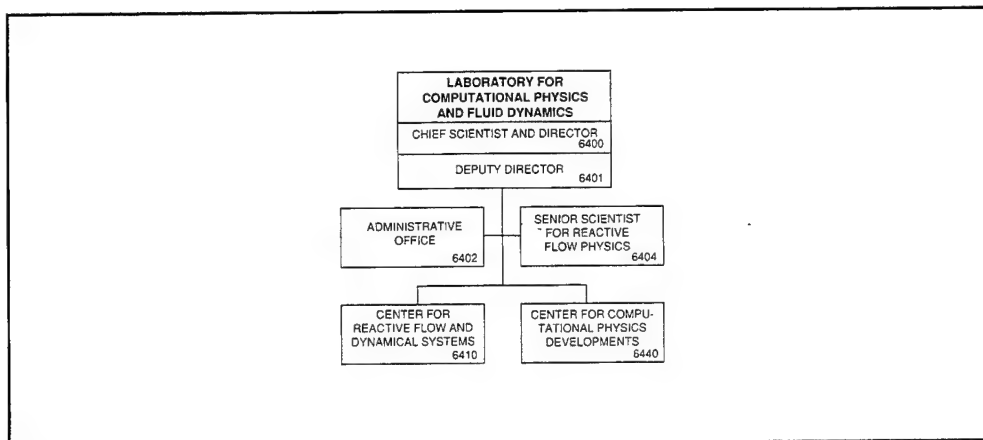 LABORATORY FOR
COMPUTATIONAL PHYSICS
AND FLUID DYNAMICS
CHIEF SCIENTIST AND DIRECTOR
6400
DEPUTY DIRECTOR
6401
ADMINISTRATIVE
OFFICE
6402
SENIOR SCIENTIST
FOR REACTIVE
FLOW PHYSICS
6404
CENTER FOR
REACTIVE FLOW AND
DYNAMICAL SYSTEMS
6410
CENTER FOR COMPU-
TATIONAL PHYSICS
DEVELOPMENTS
6440